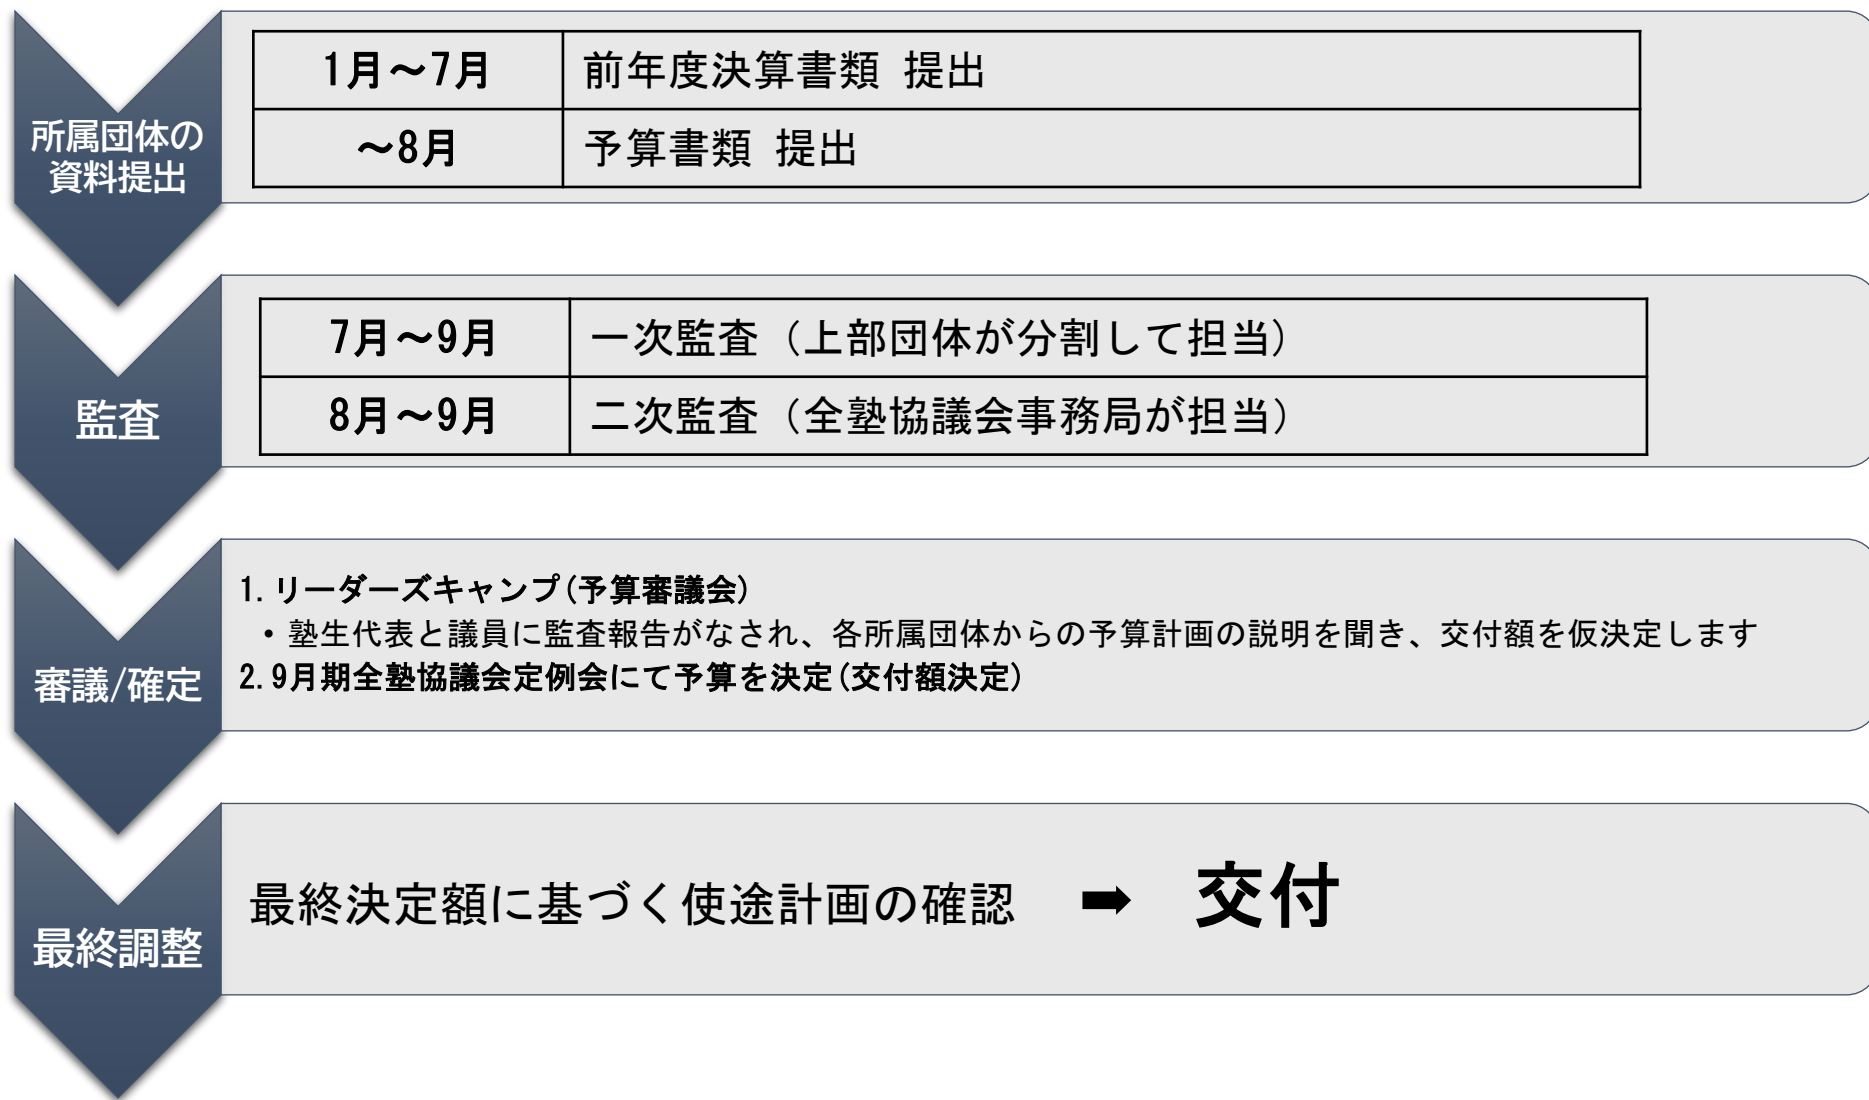 所属団体の
資料提出
1月～7月 前年度決算書類 提出
～8月 予算書類 提出
監査
7月～9月 一次監査（上部団体が分割して担当）
8月～9月 二次監査（全塾協議会事務局が担当）
審議/確定
1.リーダーズキャンプ(予算審議会)
・塾生代表と議員に監査報告がなされ、各所属団体からの予算計画の説明を聞き、交付額を仮決定します
2.9月期全塾協議会定例会にて予算を決定(交付額決定)
最終調整
最終決定額に基づく使途計画の確認 ➡ 交付